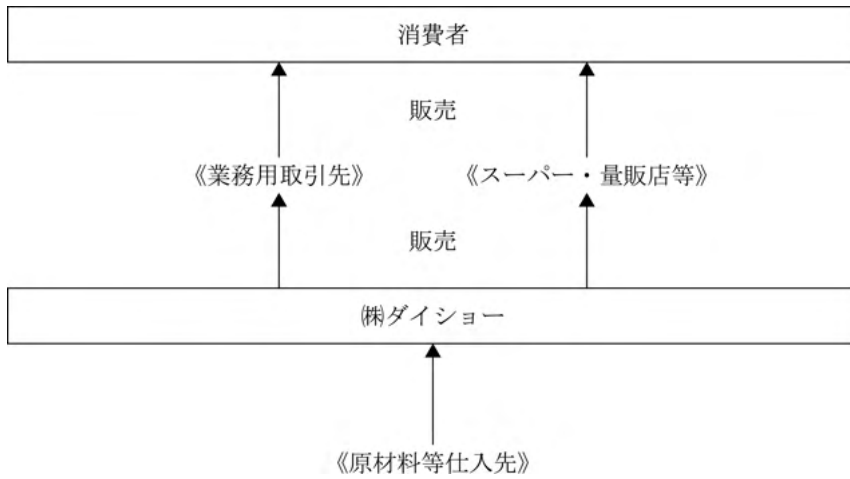 消費者
販売
《業務用取引先》
《スーパー・量販店等》
販売
㈱ダイショー
《原材料等仕入先》